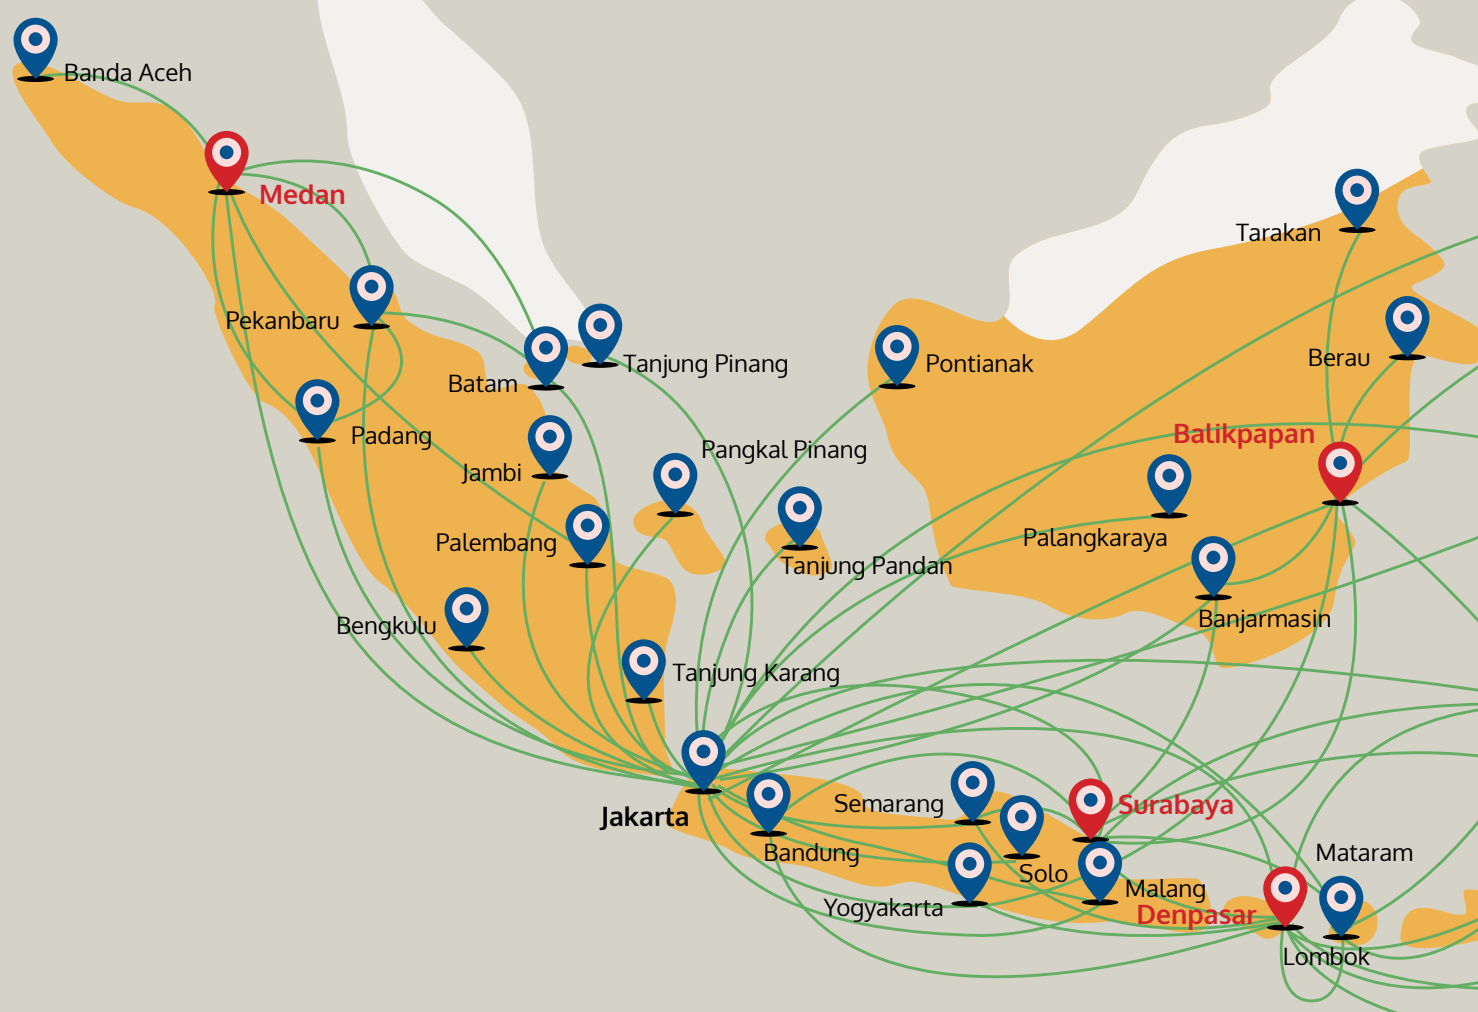 Banda Aceh
Medan
Tarakan
Pekanbaru
Berau
Tanjung Pinang
Pontianak
Batam
Padang
Balikpapan
Pangkal Pinang
Jambi
Palembang
Palangkaraya
Tanjung Pandan
Bengkulu
Banjarmasin
Tanjung Karang
Semarang
Surabaya
Jakarta
Bandung
Mataram
Solo
Malang
Yogyakarta
Denpasar
Lombok